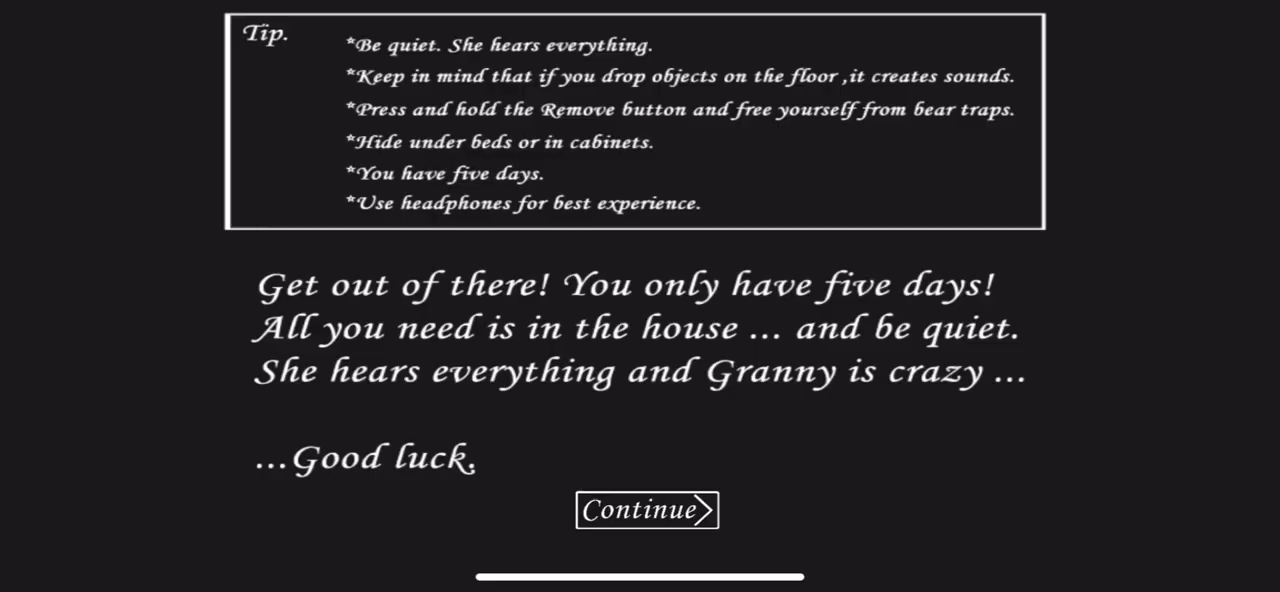 Tip.
*Be quiet. She hears everything.
*Keep in mind that if you drop objects on the floor ,it creates sounds.
*Press and hold the Remove button and free yourself from bear traps.
*Hide under beds or in cabinets.
*You have five days.
*Use headphones for best experience.
Get out of there! You only have five days!
All you need is in the house ... and be quiet.
She hears everything and Granny is crazy ...
...Good luck.
Continue